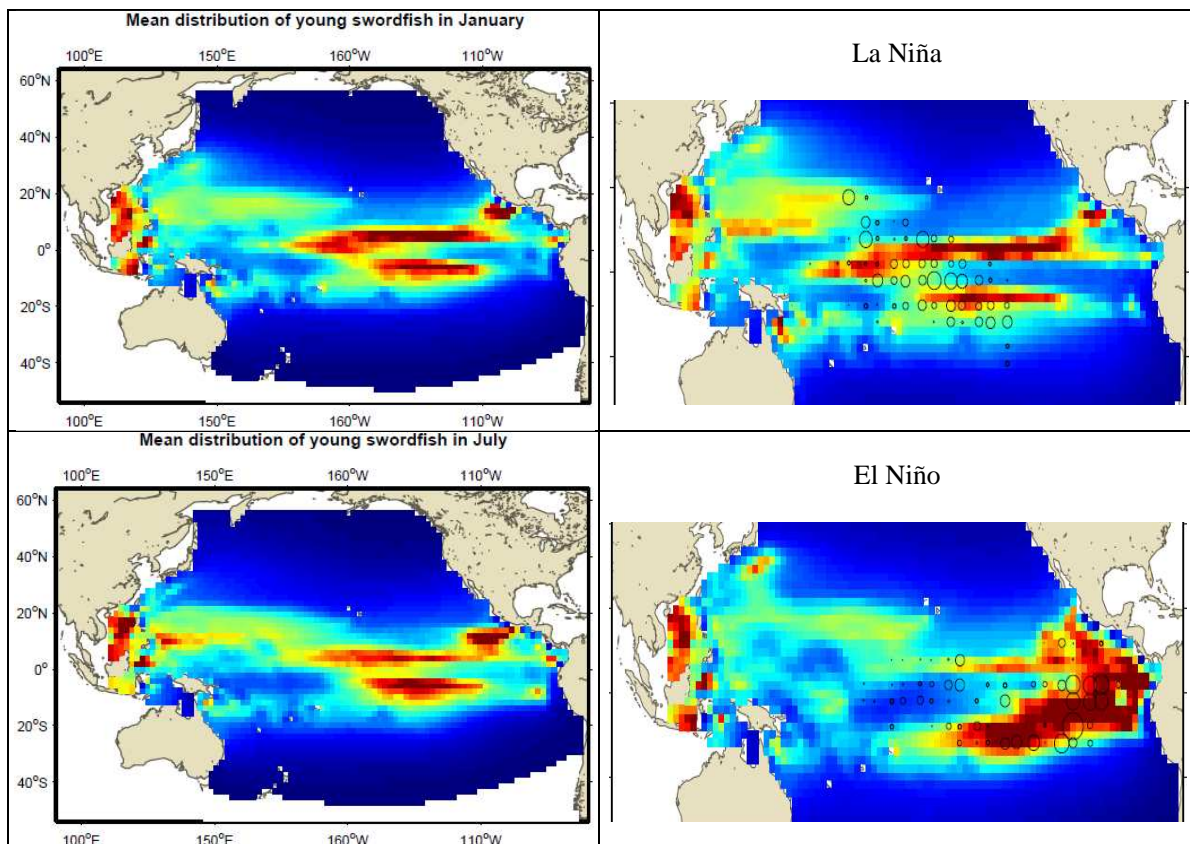 Mean distribution of young swordfish in January
100°E 150°E 160°W 110°W
60°N
40°N
20°N
0°
20°S
40°S
100°E 150°E 160°W 110°W
La Niña
Mean distribution of young swordfish in July
100°E 150°E 160°W 110°W
60°N
40°N
20°N
0°
20°S
40°S
100°E 150°E 160°W 110°W
El Niño